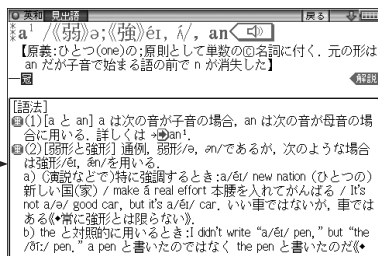 英和 見出語 戻る
*a¹ /《弱》ə;《強》éɪ, ʎ/, an
【原義:ひとつ(one)の;原則として単数のⒸ名詞に付く. 元の形は
an だが子音で始まる語の前で n が消失した】
―冠 解説
[語法]
(1)[a と an] a は次の音が子音の場合, an は次の音が母音の場
合に用いる. 詳しくは→an¹.
(2)[弱形と強形] 通例, 弱形/ə, ən/であるが, 次のような場合
は強形/éɪ, ǽn/を用いる.
a) (演説などで)特に強調するとき:a/éɪ/ new nation (ひとつの)
新しい国(家) / make á real effort 本腰を入れてがんばる / It's
not a/ə/ good car, but it's a/éɪ/ car. いい車ではないが, 車では
ある《◆常に強形とは限らない》.
b) the と対照的に用いるとき:I didn't write “a/éɪ/ pen,” but “the
/ðíː/ pen.” a pen と書いたのではなく the pen と書いたのだ《◆